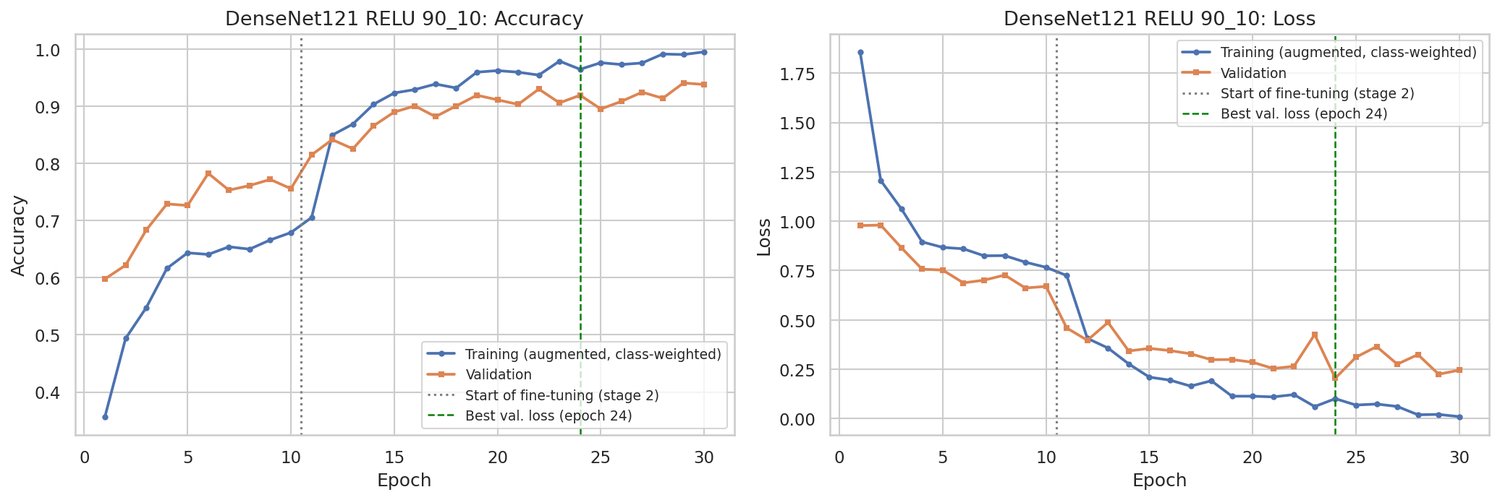 DenseNet121 RELU 90_10: Accuracy
1.0
0.9
0.8
0.7
0.6
0.5
0.4
Accuracy
0 5 10 15 20 25 30
Epoch
Training (augmented, class-weighted)
Validation
Start of fine-tuning (stage 2)
Best val. loss (epoch 24)
DenseNet121 RELU 90_10: Loss
1.75
1.50
1.25
1.00
0.75
0.50
0.25
0.00
Loss
0 5 10 15 20 25 30
Epoch
Training (augmented, class-weighted)
Validation
Start of fine-tuning (stage 2)
Best val. loss (epoch 24)